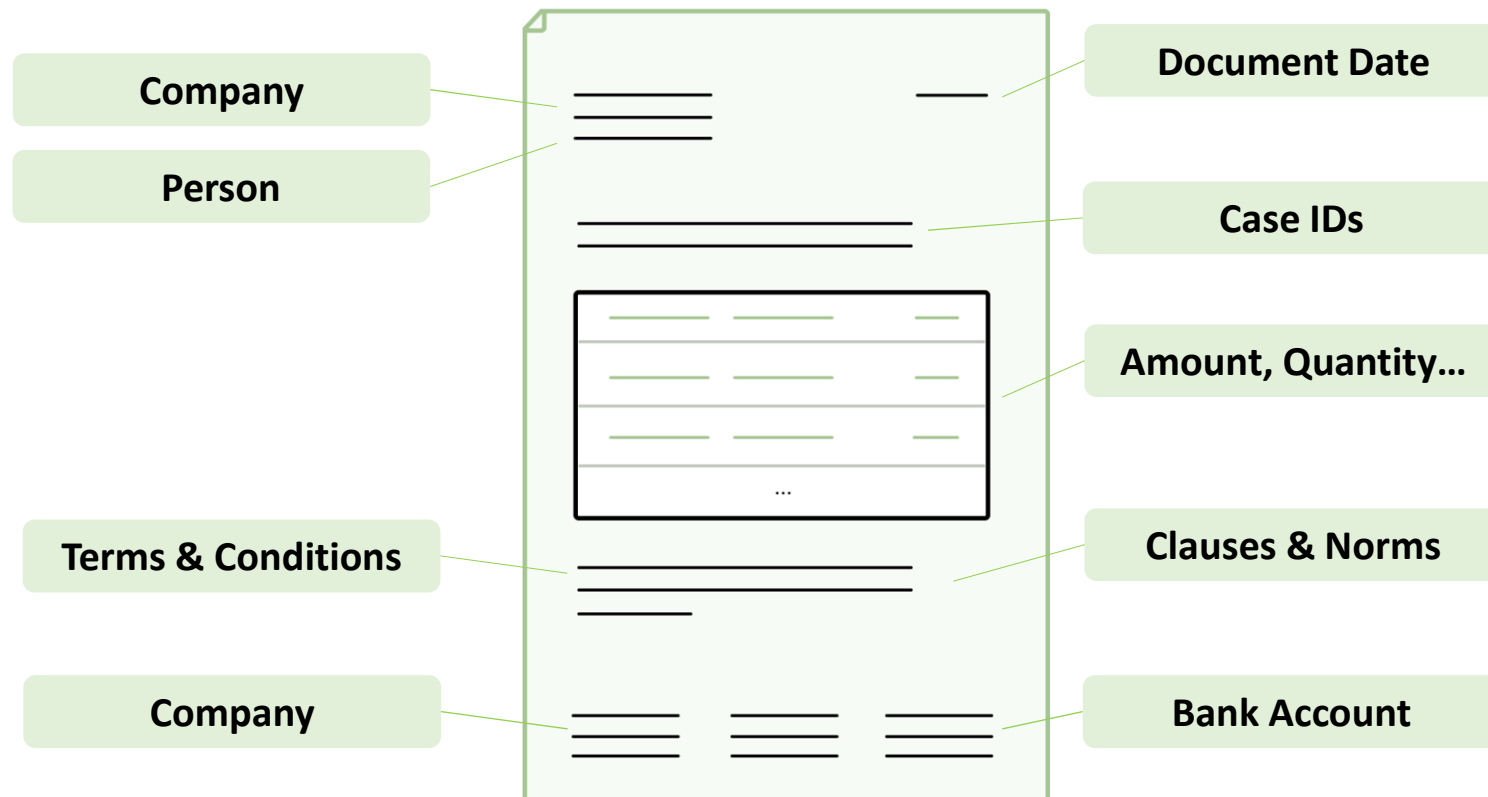 Company
Person
Document Date
Case IDs
Amount, Quantity…
...
Terms & Conditions
Clauses & Norms
Company
Bank Account